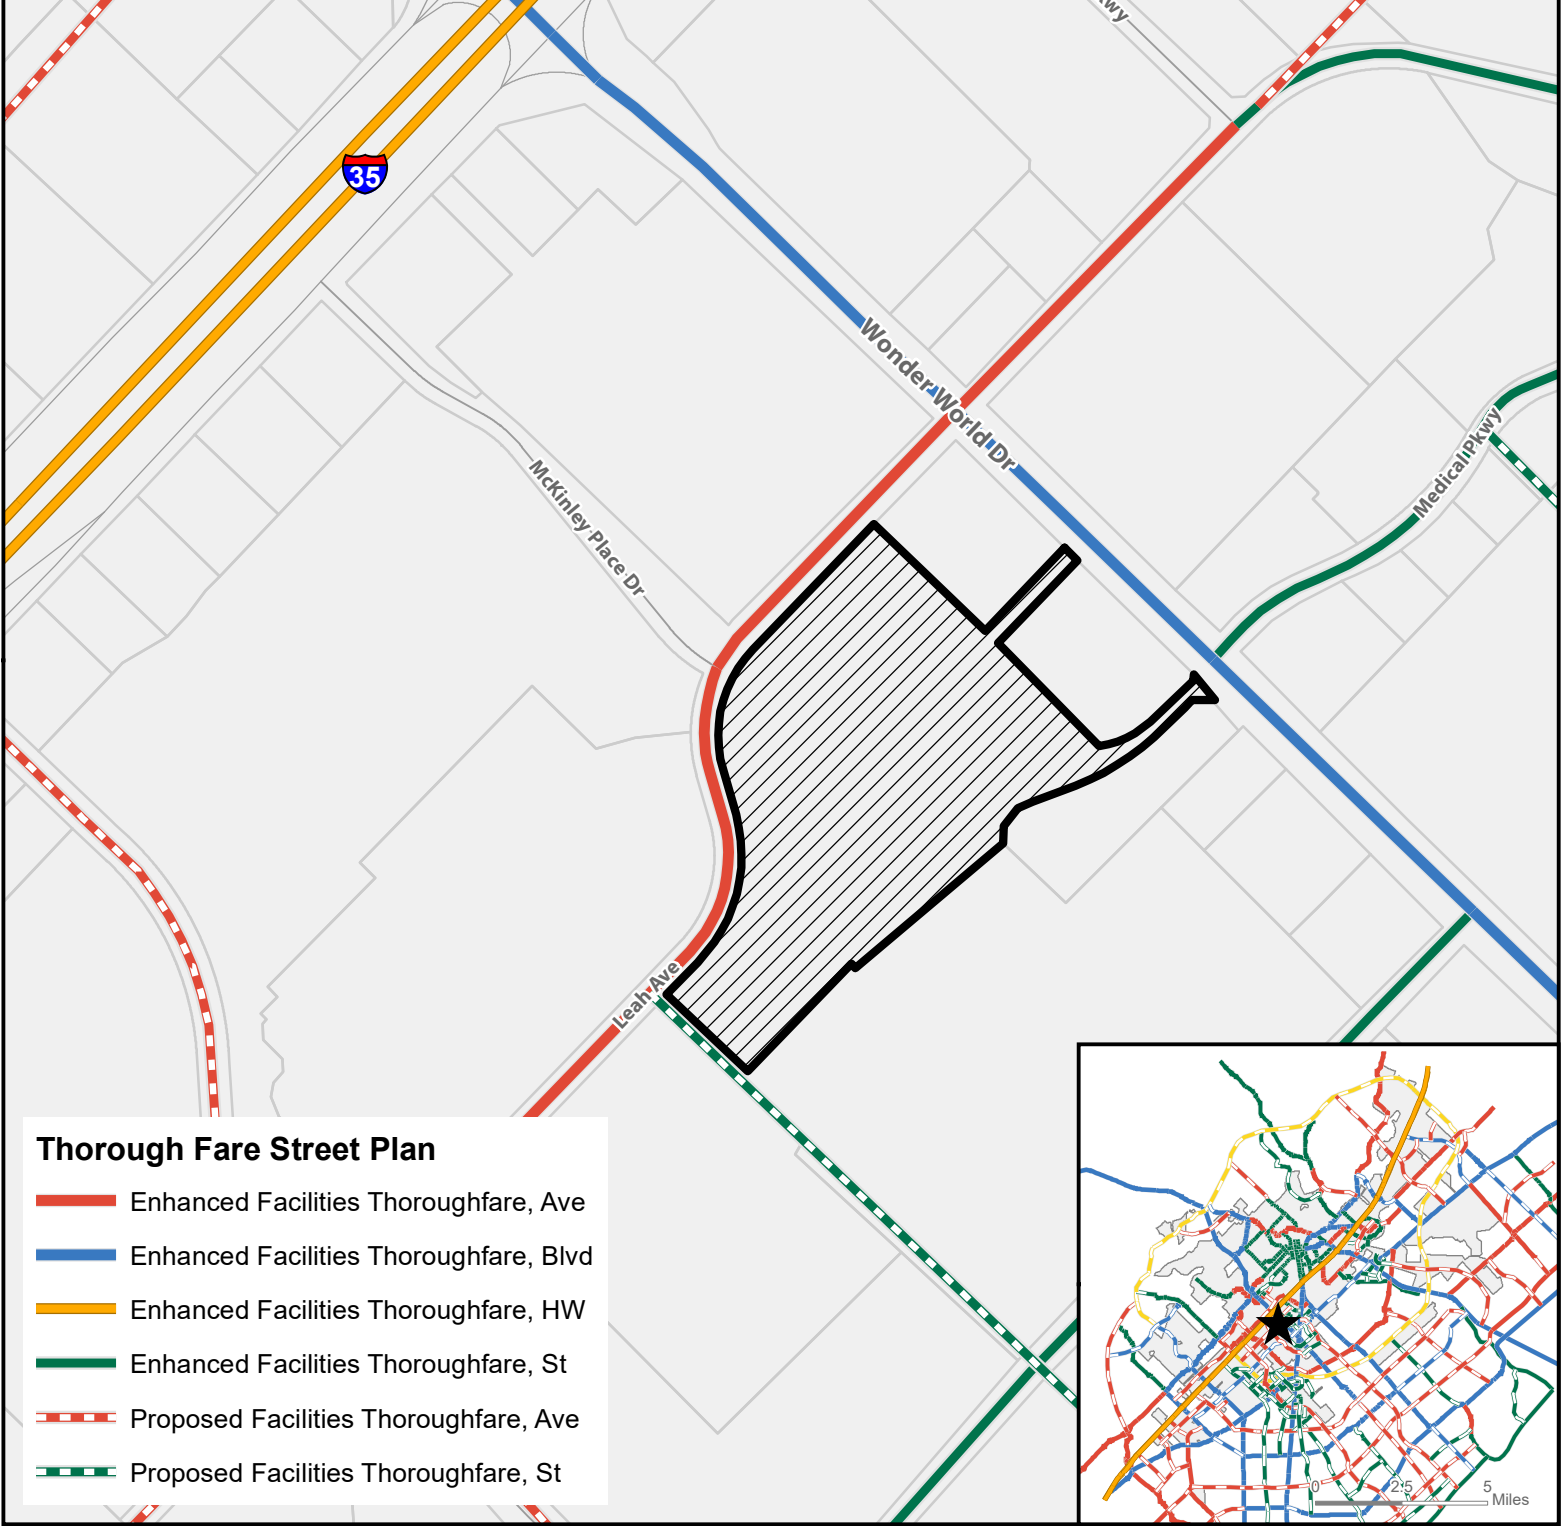 kwy
35
Wonder World Dr
Medical Pkwy
McKinley Place Dr
Leah Ave
Thorough Fare Street Plan
Enhanced Facilities Thoroughfare, Ave
Enhanced Facilities Thoroughfare, Blvd
Enhanced Facilities Thoroughfare, HW
Enhanced Facilities Thoroughfare, St
Proposed Facilities Thoroughfare, Ave
Proposed Facilities Thoroughfare, St
0 2.5 5
Miles